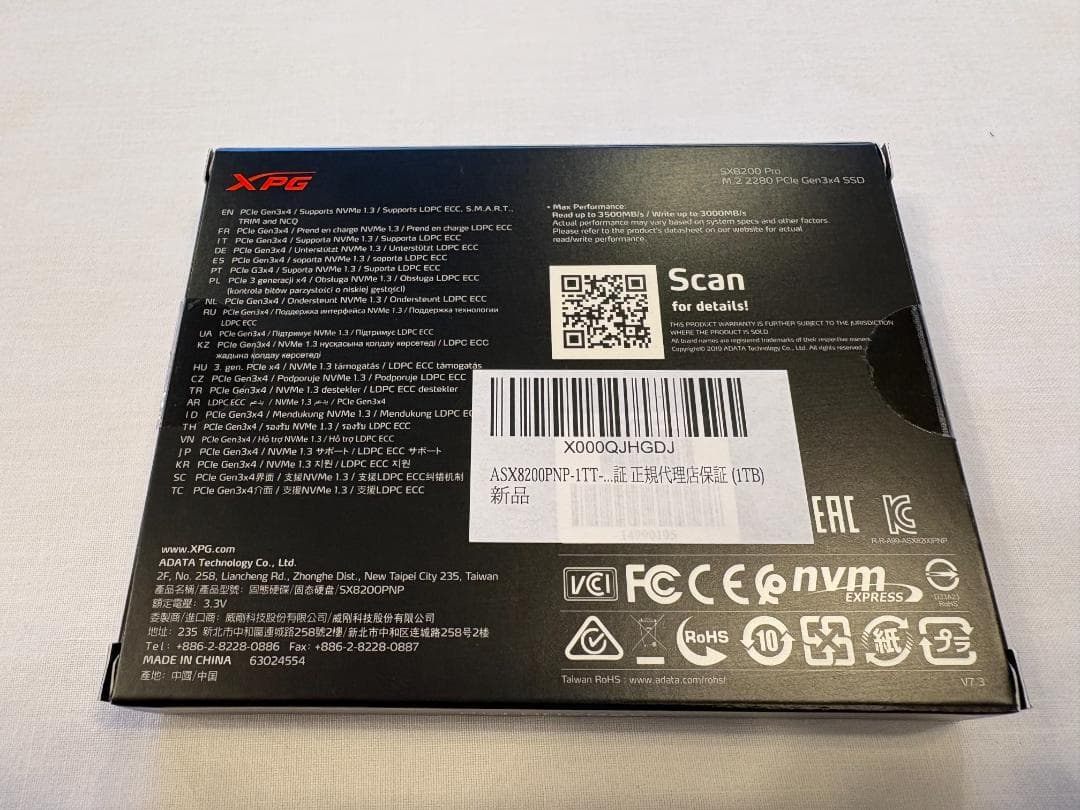 XPG
SX8200 Pro
M.2 2280 PCIe Gen3x4 SSD
EN PCIe Gen3x4 / Supports NVMe 1.3 / Supports LDPC ECC, S.M.A.R.T.,
TRIM and NCQ
FR PCIe Gen3x4 / Prend en charge NVMe 1.3 / Prend en charge LDPC ECC
IT PCIe Gen3x4 / Supporta NVMe 1.3 / Supporta LDPC ECC
DE PCIe Gen3x4 / Unterstützt NVMe 1.3 / Unterstützt LDPC ECC
ES PCIe Gen3x4 / soporta NVMe 1.3 / soporta LDPC ECC
PT PCIe G3x4 / Suporta NVMe 1.3 / Suporta LDPC ECC
PL PCIe 3 generacji x4 / Obsługa NVMe 1.3 / Obsługa LDPC ECC
(kontrola bitów parzystości o niskiej gęstości)
NL PCIe Gen3x4 / Ondersteunt NVMe 1.3 / Ondersteunt LDPC ECC
RU PCIe Gen3x4 / Поддержка интерфейса NVMe 1.3 / Поддержка технологии
LDPC ECC
UA PCIe Gen3x4 / Підтримує NVMe 1.3 / Підтримує LDPC ECC
KZ PCIe Gen3x4 / NVMe 1.3 нұсқасына қолдау көрсетеді / LDPC ECC
жадына қолдау көрсетеді
HU 3. gen. PCIe x4 / NVMe 1.3 támogatás / LDPC ECC támogatás
CZ PCIe Gen3x4 / Podporuje NVMe 1.3 / Podporuje LDPC ECC
TR PCIe Gen3x4 / NVMe 1.3 destekler / LDPC ECC destekler
AR LDPC ECC يدعم / NVMe 1.3 يدعم / PCIe Gen3x4
ID PCIe Gen3x4 / Mendukung NVMe 1.3 / Mendukung LDPC EC
TH PCIe Gen3x4 / รองรับ NVMe 1.3 / รองรับ LDPC ECC
VN PCIe Gen3x4 / Hỗ trợ NVMe 1.3 / Hỗ trợ LDPC ECC
JP PCIe Gen3x4 / NVMe 1.3 サポート / LDPC ECC サポート
KR PCIe Gen3x4 / NVMe 1.3 지원 / LDPC ECC 지원
SC PCIe Gen3x4界面 / 支援NVMe 1.3 / 支援LDPC ECC纠错机制
TC PCIe Gen3x4介面 / 支援NVMe 1.3 / 支援LDPC ECC
• Max Performance:
Read up to 3500MB/s / Write up to 3000MB/s
Actual performance may vary based on system specs and other factors.
Please refer to the product's datasheet on our website for actual
read/write performance.
Scan
for details!
THIS PRODUCT WARRANTY IS FURTHER SUBJECT TO THE JURISDICTION
WHERE THE PRODUCT IS SOLD
All brand names are registered trademarks of their respective owners.
Copyright© 2019 ADATA Technology Co., Ltd. All rights reserved.
X000QJHGDJ
ASX8200PNP-1TT-...証 正規代理店保証 (1TB)
新品
14990195
www.XPG.com
ADATA Technology Co., Ltd.
2F, No. 258, Liancheng Rd., Zhonghe Dist., New Taipei City 235, Taiwan
產品名稱/產品型號: 固態硬碟/固态硬盘/SX8200PNP
額定電壓: 3.3V
委製商/進口商: 威剛科技股份有限公司/威刚科技股份有限公司
地址: 235 新北市中和區連城路258號2樓/新北市中和区连城路258号2楼
Tel: +886-2-8228-0886 Fax: +886-2-8228-0887
MADE IN CHINA 63024554
產地: 中國/中国
EAC
R-R-A99-ASX8200PNP
VCI FC CE nvm
EXPRESS
D33A23
RoHS
RoHS 10 紙 プラ
Taiwan RoHS : www.adata.com/rohs/
V7.3